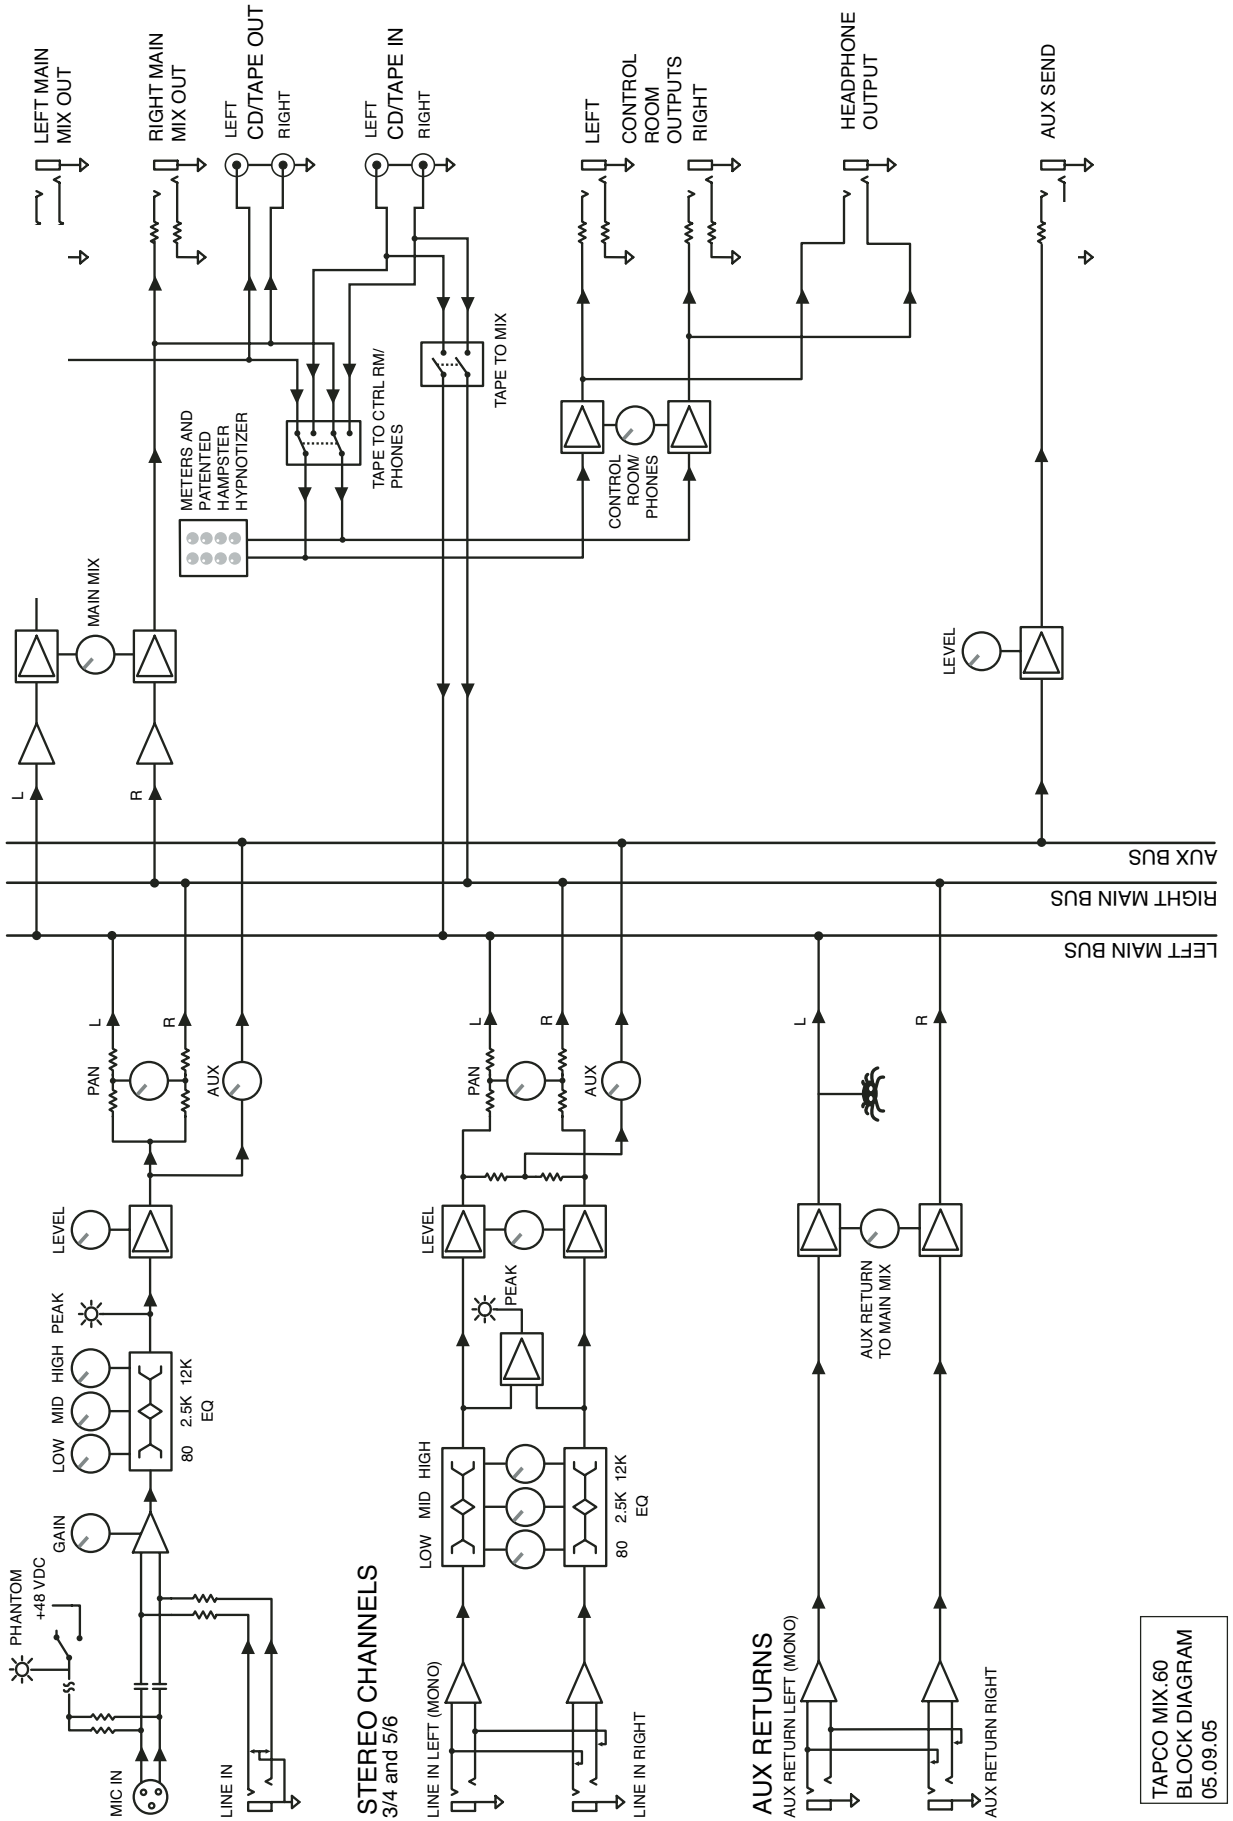 PHANTOM
+48 VDC
MIC IN
LINE IN
GAIN
LOW
MID
HIGH
PEAK
80
2.5K
12K
EQ
LEVEL
PAN
AUX
L
R
STEREO CHANNELS
3/4 and 5/6
LINE IN LEFT (MONO)
LINE IN RIGHT
LOW
MID
HIGH
80
2.5K
12K
EQ
PEAK
LEVEL
PAN
AUX
L
R
AUX RETURNS
AUX RETURN LEFT (MONO)
AUX RETURN RIGHT
AUX RETURN
TO MAIN MIX
L
R
LEFT MAIN BUS
RIGHT MAIN BUS
AUX BUS
L
R
MAIN MIX
METERS AND
PATENTED
HAMPSTER
HYPNOTIZER
TAPE TO CTRL RM/
PHONES
TAPE TO MIX
CONTROL
ROOM/
PHONES
LEVEL
LEFT MAIN
MIX OUT
RIGHT MAIN
MIX OUT
LEFT
CD/TAPE OUT
RIGHT
LEFT
CD/TAPE IN
RIGHT
LEFT
CONTROL
ROOM
OUTPUTS
RIGHT
HEADPHONE
OUTPUT
AUX SEND
TAPCO MIX.60
BLOCK DIAGRAM
05.09.05